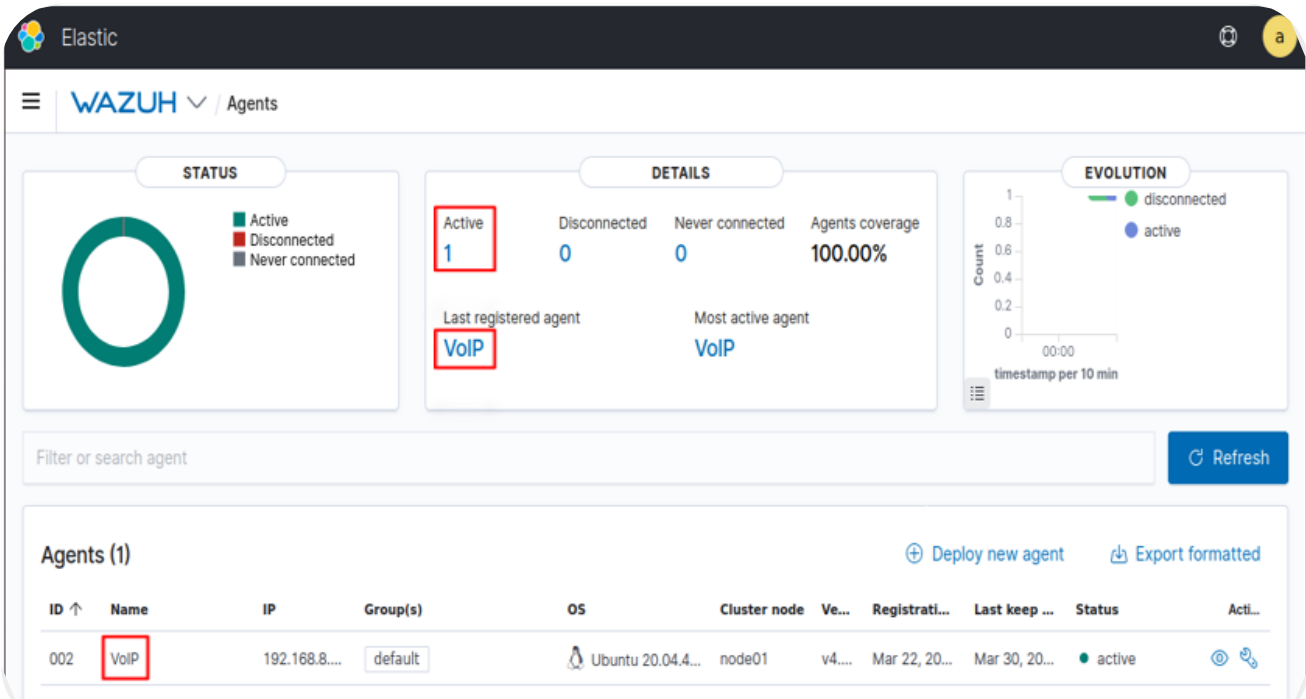 Elastic
a
WAZUH / Agents
STATUS
Active
Disconnected
Never connected
DETAILS
Active Disconnected Never connected Agents coverage
1 0 0 100.00%
Last registered agent Most active agent
VoIP VoIP
EVOLUTION
1
0.8
0.6
0.4
0.2
0
Count
00:00
timestamp per 10 min
disconnected
active
Filter or search agent
Refresh
Agents (1) Deploy new agent Export formatted
ID Name IP Group(s) OS Cluster node Ve... Registrati... Last keep ... Status Acti...
002 VoIP 192.168.8.... default Ubuntu 20.04.4... node01 v4.... Mar 22, 20... Mar 30, 20... active